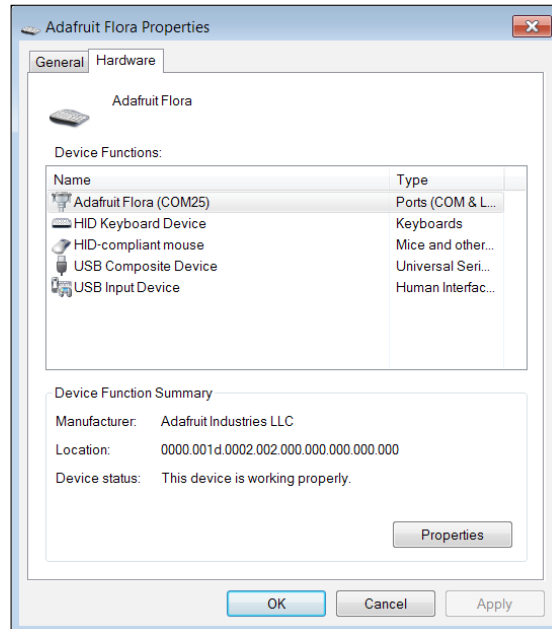 Adafruit Flora Properties
General Hardware
Adafruit Flora
Device Functions:
Name Type
Adafruit Flora (COM25) Ports (COM & L...
HID Keyboard Device Keyboards
HID-compliant mouse Mice and other...
USB Composite Device Universal Seri...
USB Input Device Human Interfac...
Device Function Summary
Manufacturer: Adafruit Industries LLC
Location: 0000.001d.0002.002.000.000.000.000.000
Device status: This device is working properly.
Properties
OK Cancel Apply